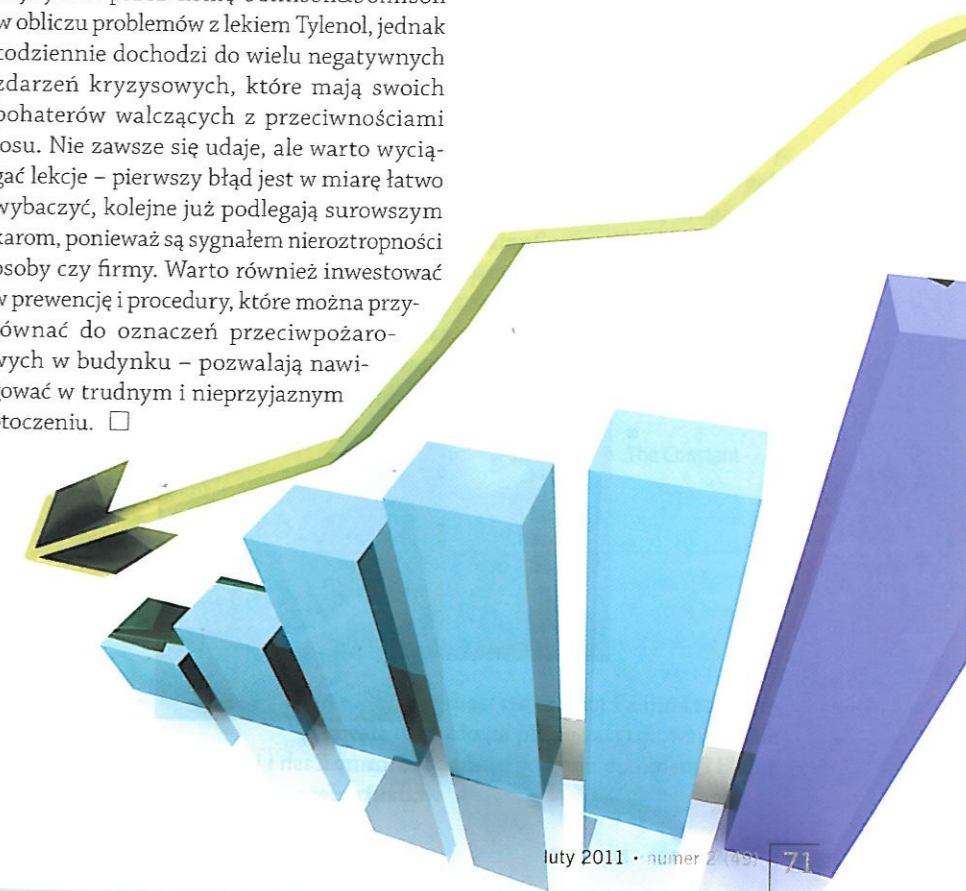 w obliczu problemów z lekiem Tylenol, jednak
codziennie dochodzi do wielu negatywnych
zdarzeń kryzysowych, które mają swoich
bohaterów walczących z przeciwnościami
losu. Nie zawsze się udaje, ale warto wycią-
gać lekcje – pierwszy błąd jest w miarę łatwo
wybaczyć, kolejne już podlegają surowszym
karom, ponieważ są sygnałem nieroztropności
osoby czy firmy. Warto również inwestować
w prewencję i procedury, które można przy-
równać do oznaczeń przeciwpożaro-
wych w budynku – pozwalają nawi-
gować w trudnym i nieprzyjaznym
otoczeniu. □
The Constant
luty 2011 • numer 2 (49) 71